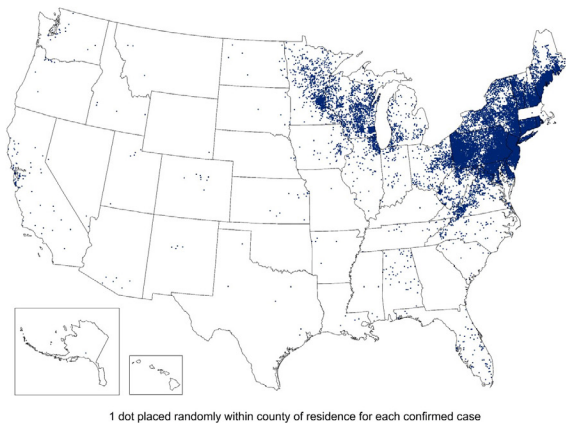 1 dot placed randomly within county of residence for each confirmed case